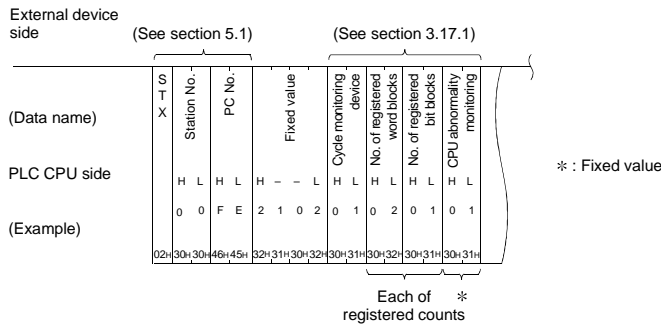 External device
side
(See section 5.1)
(See section 3.17.1)
(Data name)
S
T
X
Station No.
PC No.
Fixed value
Cycle monitoring
device
No. of registered
word blocks
No. of registered
bit blocks
CPU abnormality
monitoring
PLC CPU side
H L H L H – – L H L H L H L H L
* : Fixed value
(Example)
0 0 F E 2 1 0 2 0 1 0 2 0 1 0 1
02H 30H 30H 46H 45H 32H 31H 30H 32H 30H 31H 30H 32H 30H 31H 30H 31H
Each of
registered counts
*